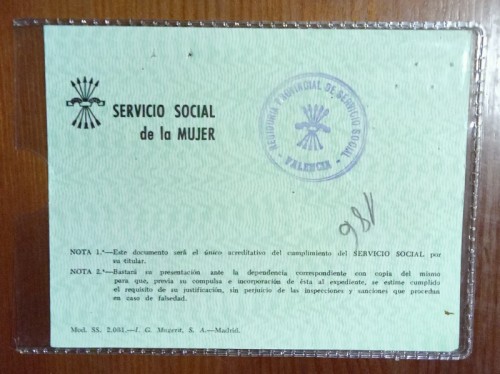 SERVICIO SOCIAL
de la MUJER
REGIDURIA PROVINCIAL DE SERVICIO SOCIAL - VALENCIA -
186
NOTA 1.ª—Este documento será el único acreditativo del cumplimiento del SERVICIO SOCIAL por
su titular.
NOTA 2.ª—Bastará su presentación ante la dependencia correspondiente con copia del mismo
para que, previa su compulsa e incorporación de ésta al expediente, se estime cumplido
el requisito de su justificación, sin perjuicio de las inspecciones y sanciones que procedan
en caso de falsedad.
Mod. SS. 2.001.—I. G. Magerit, S. A.—Madrid.